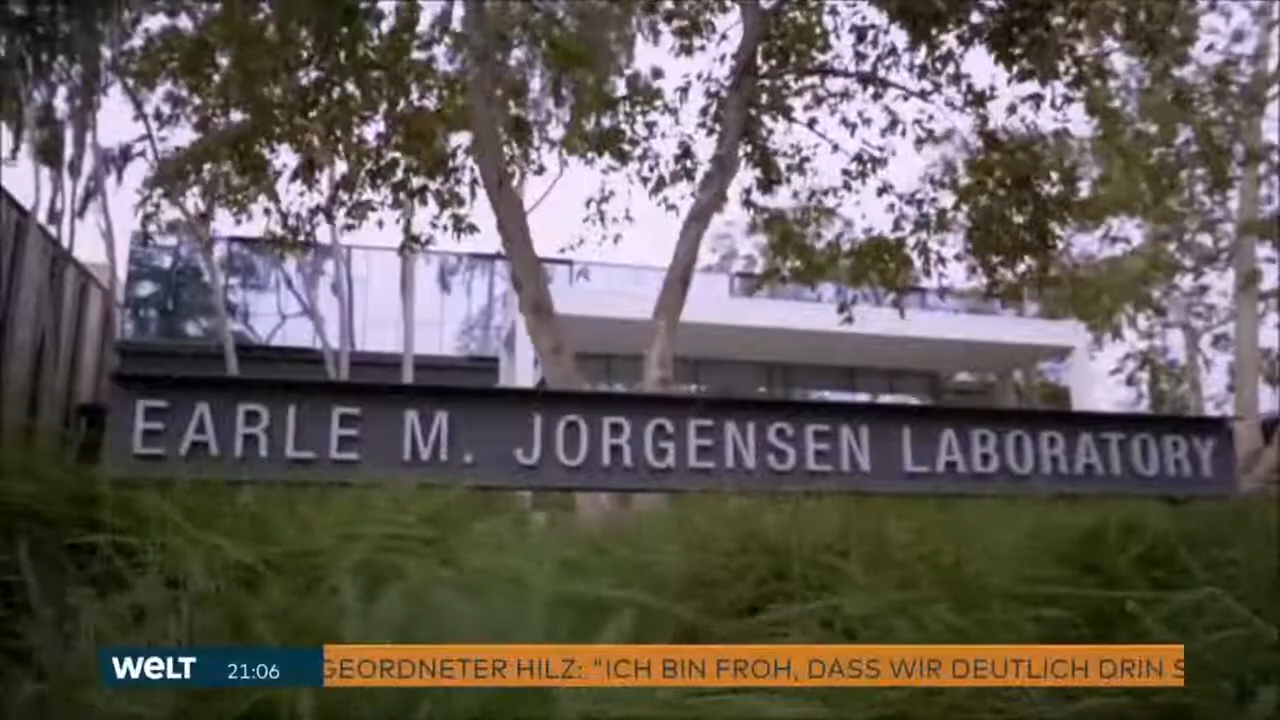 EARLE M. JORGENSEN LABORATORY
welt 21:06 GEORDNETER HILZ: "ICH BIN FROH, DASS WIR DEUTLICH DRIN S